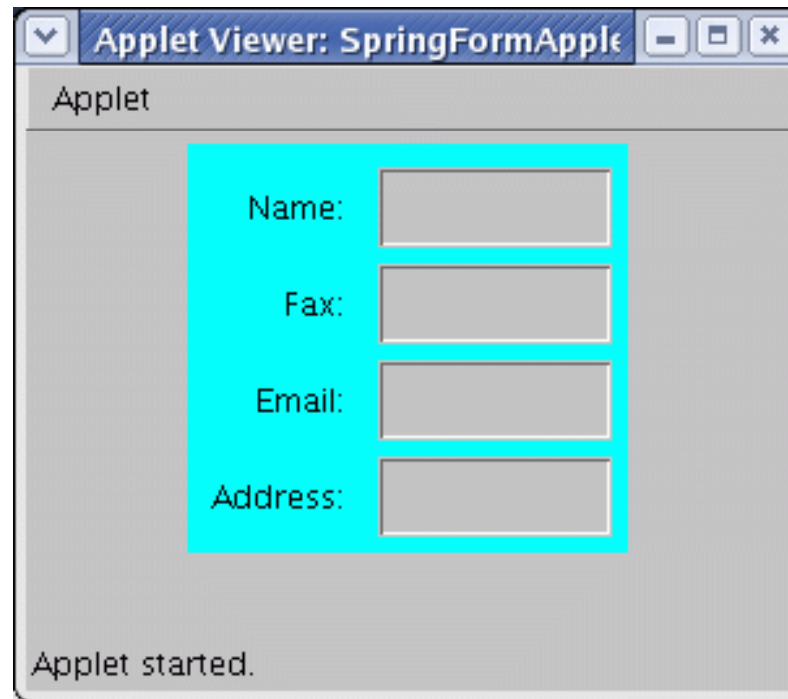 Applet Viewer: SpringFormApple
Applet
Name:
Fax:
Email:
Address:
Applet started.